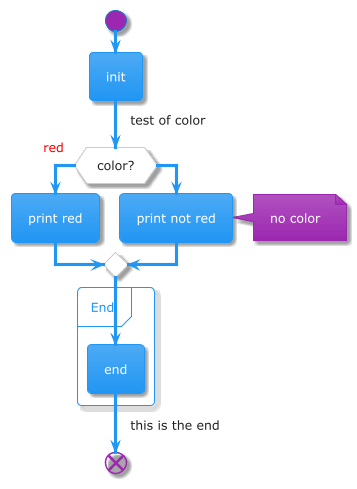 init
test of color
red
color?
print red
print not red
no color
End
end
this is the end